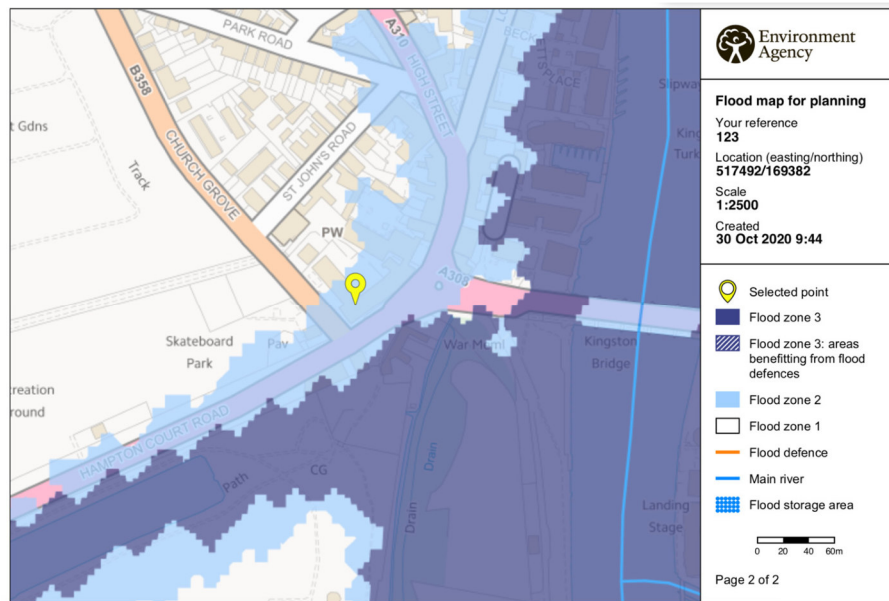 PARK ROAD
A310
HIGH STREET
B358
t Gdns
Track
CHURCH GROVE
ST JOHN'S ROAD
PW
A308
Skateboard
Park
Pav
War Meml
Kingston
Bridge
Slipway
King
Turk
HAMPTON COURT ROAD
Path
CG
Drain
Drain
Landing
Stage
Environment
Agency
Flood map for planning
Your reference
123
Location (easting/northing)
517492/169382
Scale
1:2500
Created
30 Oct 2020 9:44
Selected point
Flood zone 3
Flood zone 3: areas
benefitting from flood
defences
Flood zone 2
Flood zone 1
Flood defence
Main river
Flood storage area
0 20 40 60m
Page 2 of 2